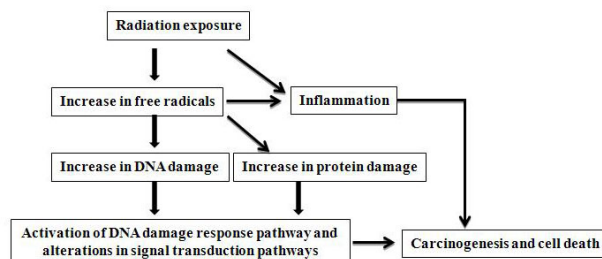 Radiation exposure
Increase in free radicals
Inflammation
Increase in DNA damage
Increase in protein damage
Activation of DNA damage response pathway and
alterations in signal transduction pathways
Carcinogenesis and cell death